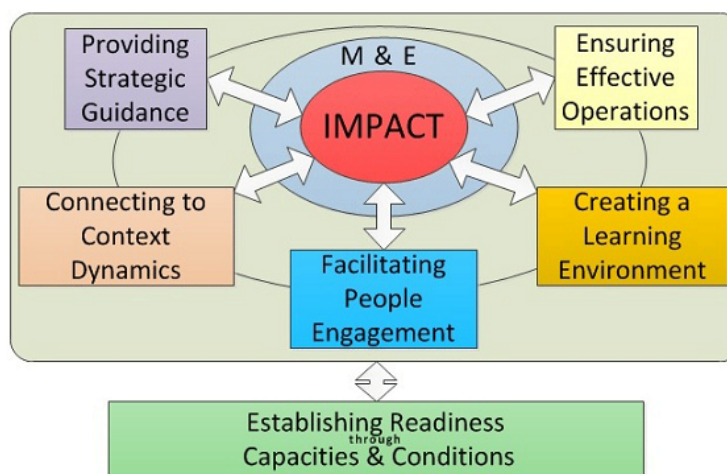 Providing
Strategic
Guidance
M & E
IMPACT
Ensuring
Effective
Operations
Connecting to
Context
Dynamics
Facilitating
People
Engagement
Creating a
Learning
Environment
Establishing Readiness
through
Capacities & Conditions